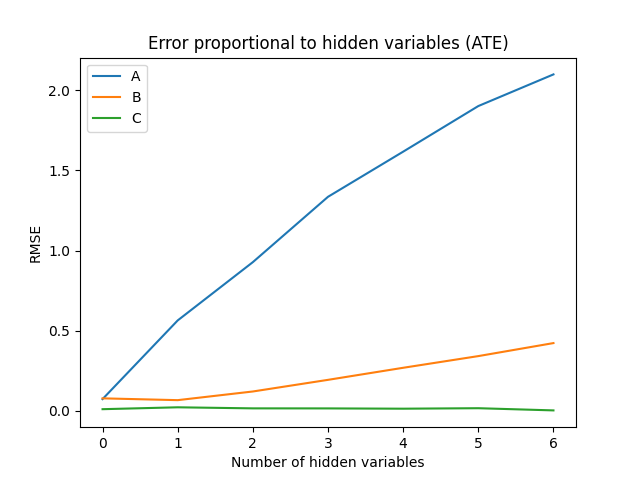 Error proportional to hidden variables (ATE)
A
B
C
2.0
1.5
1.0
0.5
0.0
RMSE
0 1 2 3 4 5 6
Number of hidden variables